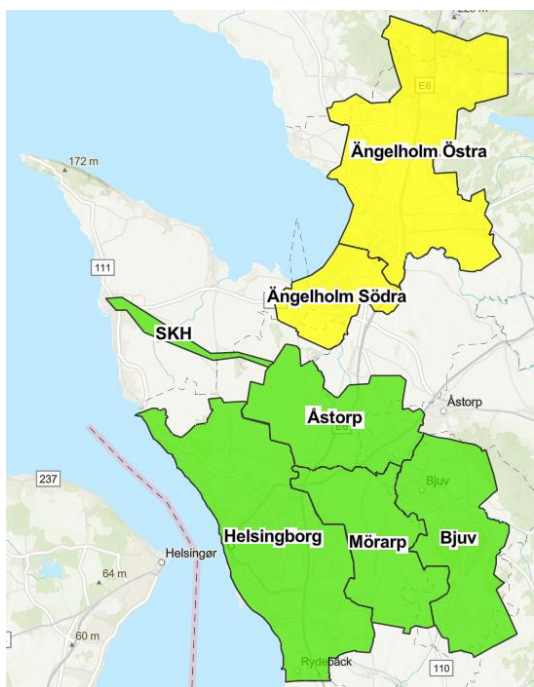 E6
Ängelholm Östra
172 m
111
Ängelholm Södra
SKH
Åstorp
Åstorp
E6
237
Bjuv
Helsingør
Helsingborg
Mörarp
Bjuv
64 m
60 m
Rydebäck
110